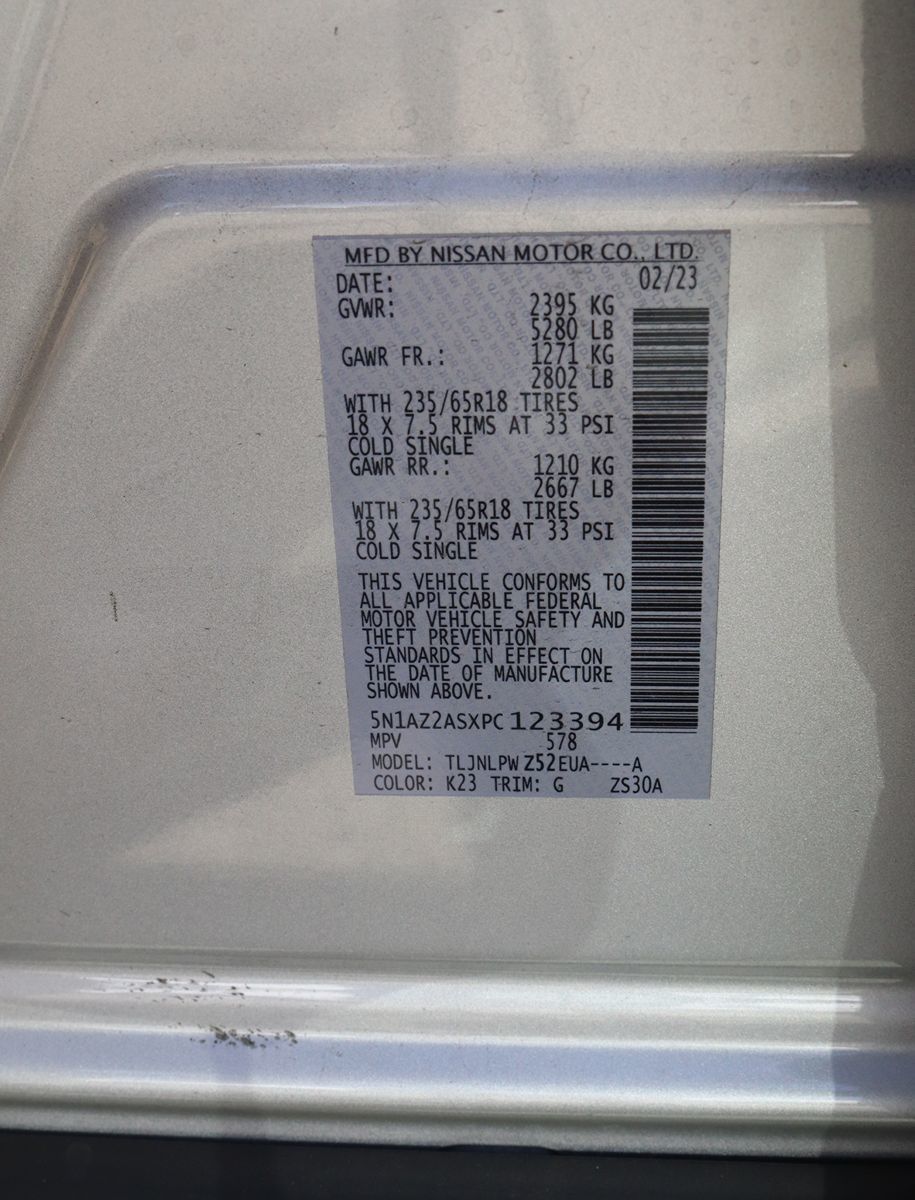 MFD BY NISSAN MOTOR CO., LTD.
DATE: 02/23
GVWR: 2395 KG
5280 LB
GAWR FR.: 1271 KG
2802 LB
WITH 235/65R18 TIRES
18 X 7.5 RIMS AT 33 PSI
COLD SINGLE
GAWR RR.: 1210 KG
2667 LB
WITH 235/65R18 TIRES
18 X 7.5 RIMS AT 33 PSI
COLD SINGLE
THIS VEHICLE CONFORMS TO
ALL APPLICABLE FEDERAL
MOTOR VEHICLE SAFETY AND
THEFT PREVENTION
STANDARDS IN EFFECT ON
THE DATE OF MANUFACTURE
SHOWN ABOVE.
5N1AZ2ASXPC123394
MPV 578
MODEL: TLJNLPW Z52EUA----A
COLOR: K23 TRIM: G ZS30A